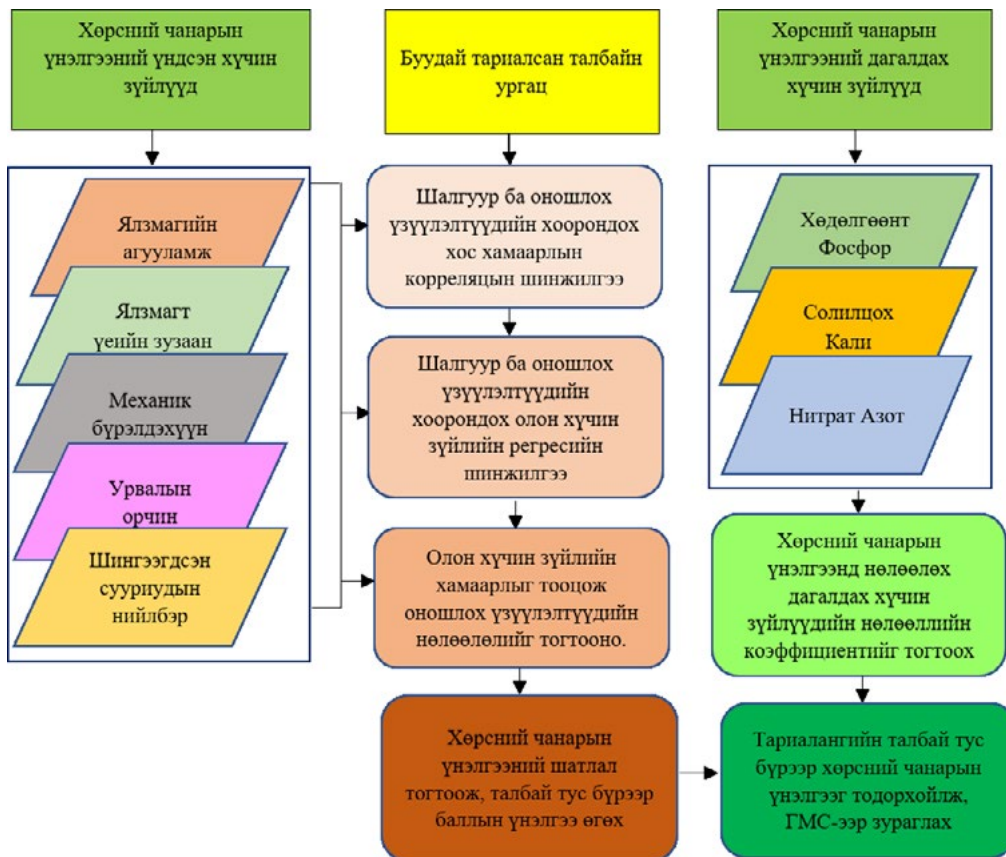 Хөрсний чанарын
үнэлгээний үндсэн хүчин
зүйлүүд
Ялзмагийн
агууламж
Ялзмагт
үеийн зузаан
Механик
бүрэлдэхүүн
Урвалын
орчин
Шингээгдсэн
сууриудын
нийлбэр
Буудай тариалсан талбайн
ургац
Шалгуур ба оношлох
үзүүлэлтүүдийн хоорондох
хос хамаарлын
корреляцын шинжилгээ
Шалгуур ба оношлох
үзүүлэлтүүдийн
хоорондох олон хүчин
зүйлийн регресийн
шинжилгээ
Олон хүчин зүйлийн
хамаарлыг тооцож
оношлох үзүүлэлтүүдийн
нөлөөлөлийг тогтооно.
Хөрсний чанарын
үнэлгээний шатлал
тогтоож, талбай тус бүрээр
баллын үнэлгээ өгөх
Хөрсний чанарын
үнэлгээний дагалдах
хүчин зүйлүүд
Хөдөлгөөнт
Фосфор
Солилцох
Кали
Нитрат Азот
Хөрсний чанарын
үнэлгээнд нөлөөлөх
дагалдах хүчин
зүйлүүдийн нөлөөллийн
коэффициентийг тогтоох
Тариалангийн талбай тус
бүрээр хөрсний чанарын
үнэлгээг тодорхойлж,
ГМС-ээр зураглах